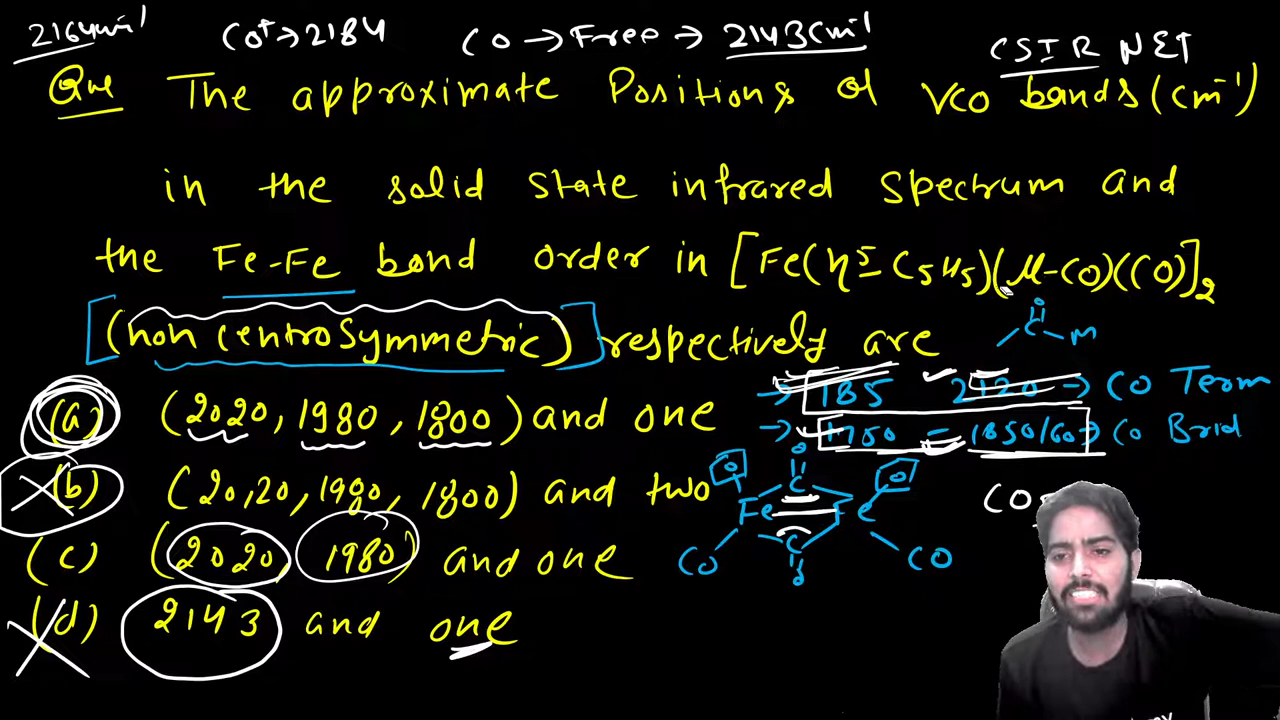 2164cm⁻¹ CO⁺→2184 CO→Free→2143cm⁻¹ CSIR NET
Que The approximate Positions of νCO bands (cm⁻¹)
in the solid state infrared spectrum and
the Fe-Fe bond order in [Fe(η⁵-C₅H₅)(μ-CO)(CO)]₂
(non centroSymmetric) respectively are
(a) (2020, 1980, 1800) and one
(b) (20,20, 1980, 1800) and two
(c) (2020 1980) and one
(d) 2143 and one
O
C
M
→ 185 2120 → CO Term
→ 1750 - 1850/60 → CO Brid
O
C
Fe Fe
C
O
CO CO